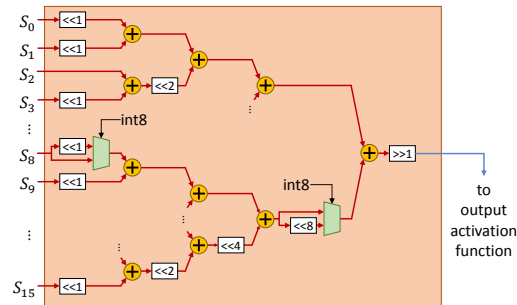 S0 <<1
S1 <<1
S2 <<2
S3 <<1
⋮
int8
S8 <<1
S9 <<1
int8
<<8
<<4
⋮
<<2
S15 <<1
>>1
to
output
activation
function